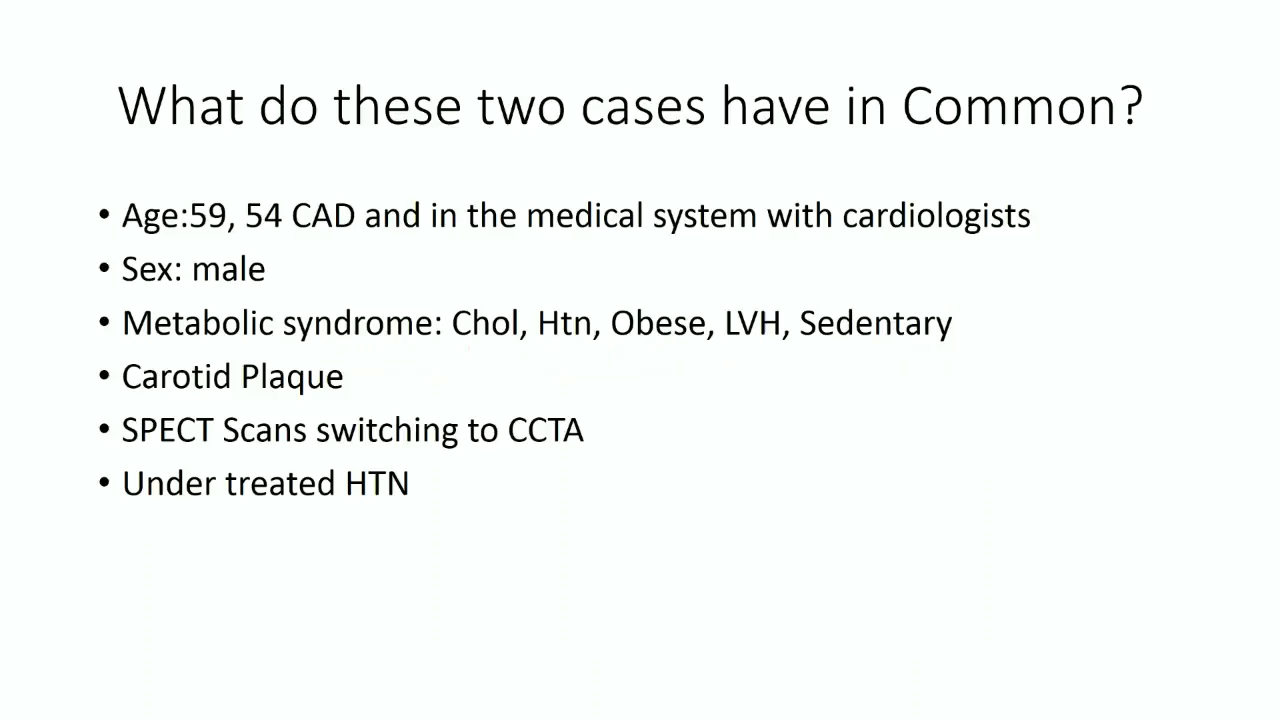 What do these two cases have in Common?
• Age:59, 54 CAD and in the medical system with cardiologists
• Sex: male
• Metabolic syndrome: Chol, Htn, Obese, LVH, Sedentary
• Carotid Plaque
• SPECT Scans switching to CCTA
• Under treated HTN